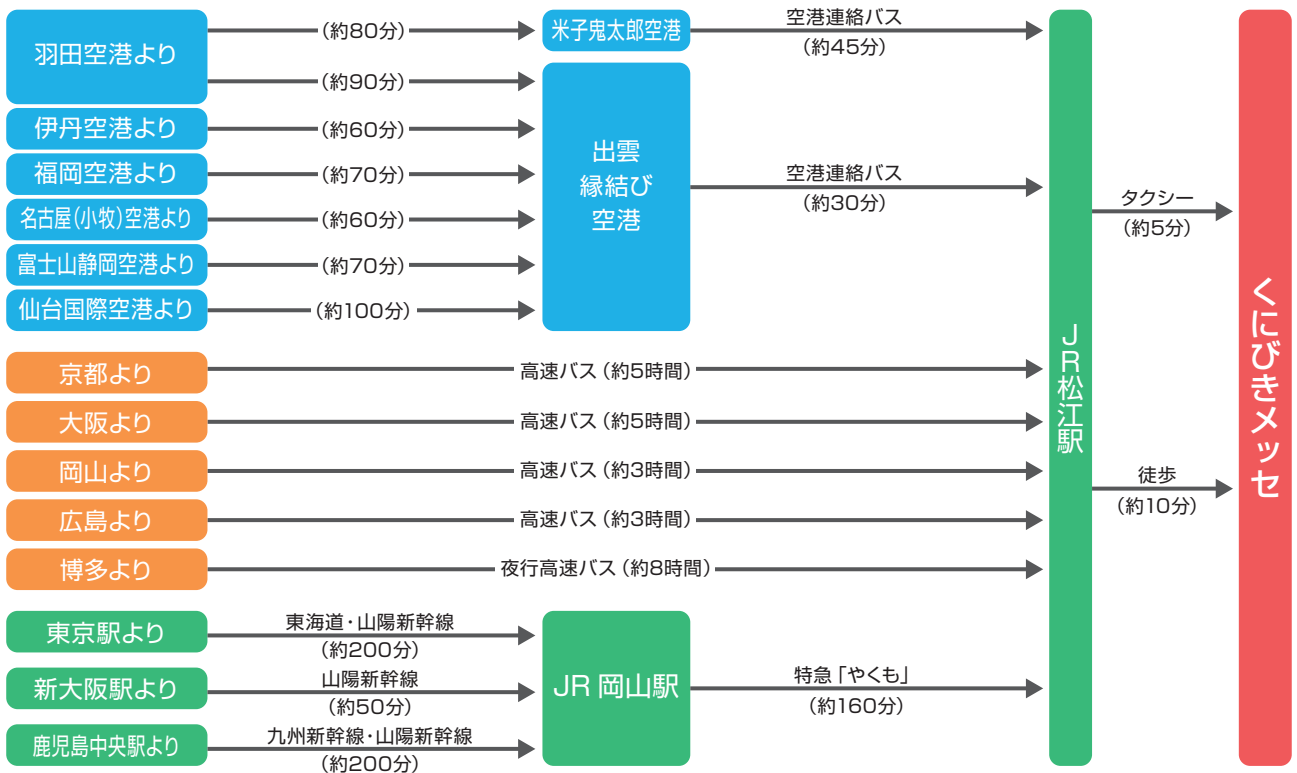 羽田空港より
(約80分)
米子鬼太郎空港
空港連絡バス
(約45分)
(約90分)
伊丹空港より
(約60分)
福岡空港より
(約70分)
名古屋(小牧)空港より
(約60分)
富士山静岡空港より
(約70分)
仙台国際空港より
(約100分)
出雲
縁結び
空港
空港連絡バス
(約30分)
京都より
高速バス(約5時間)
大阪より
高速バス(約5時間)
岡山より
高速バス(約3時間)
広島より
高速バス(約3時間)
博多より
夜行高速バス(約8時間)
東京駅より
東海道・山陽新幹線
(約200分)
新大阪駅より
山陽新幹線
(約50分)
鹿児島中央駅より
九州新幹線・山陽新幹線
(約200分)
JR 岡山駅
特急「やくも」
(約160分)
JR松江駅
タクシー
(約5分)
徒歩
(約10分)
くにびきメッセ